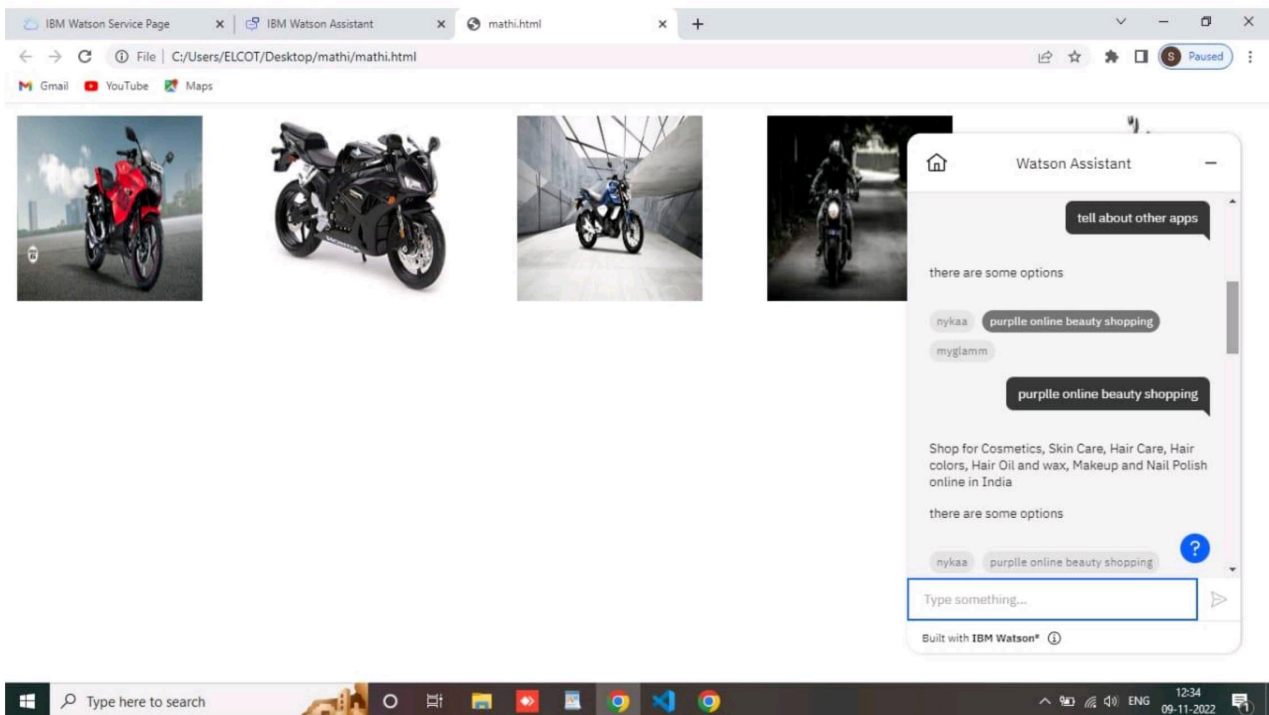 IBM Watson Service Page
IBM Watson Assistant
mathi.html
File | C:/Users/ELCOT/Desktop/mathi/mathi.html
S Paused
Gmail YouTube Maps
HONDA
Watson Assistant
tell about other apps
there are some options
nykaa purplle online beauty shopping
myglamm
purplle online beauty shopping
Shop for Cosmetics, Skin Care, Hair Care, Hair
colors, Hair Oil and wax, Makeup and Nail Polish
online in India
there are some options
nykaa purplle online beauty shopping
?
Type something...
Built with IBM Watson®
Type here to search
ENG
12:34
09-11-2022
1